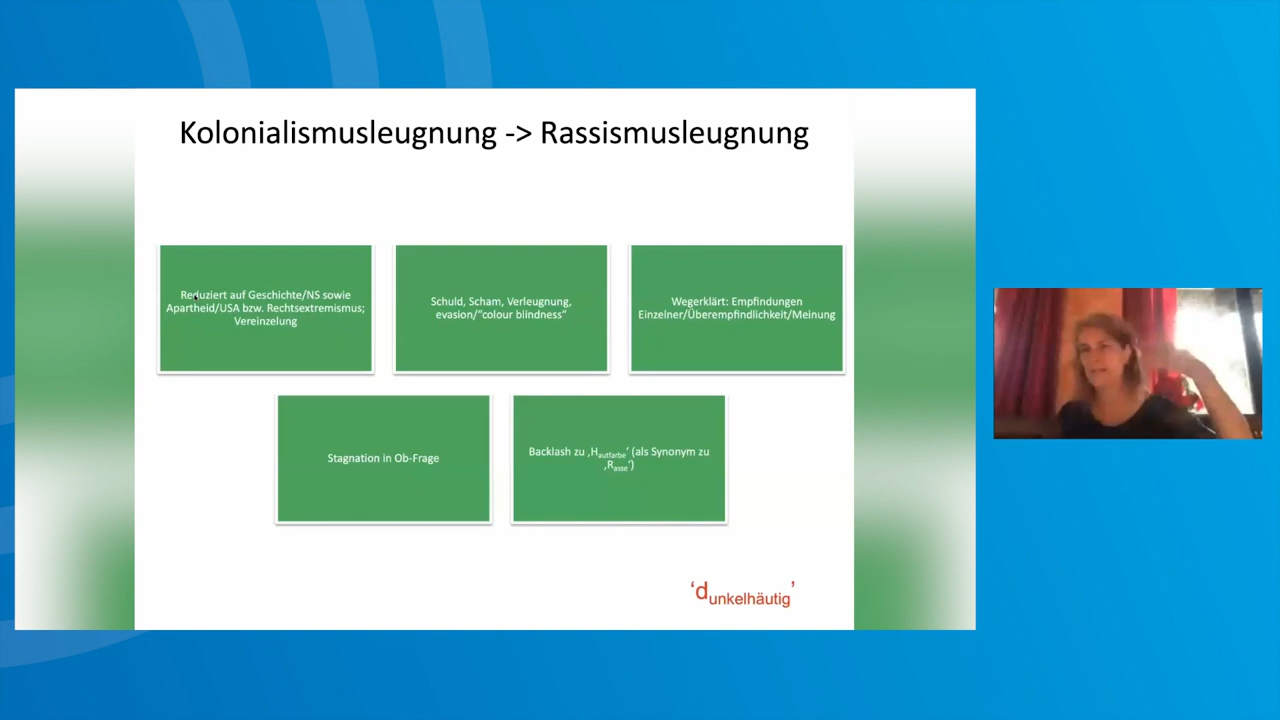 Kolonialismusleugnung -> Rassismusleugnung
Reduziert auf Geschichte/NS sowie
Apartheid/USA bzw. Rechtsextremismus;
Vereinzelung
Schuld, Scham, Verleugnung,
evasion/“colour blindness“
Wegerklärt: Empfindungen
Einzelner/Überempfindlichkeit/Meinung
Stagnation in Ob-Frage
Backlash zu ‚Hautfarbe‘ (als Synonym zu
‚Rasse‘)
‘dunkelhäutig’